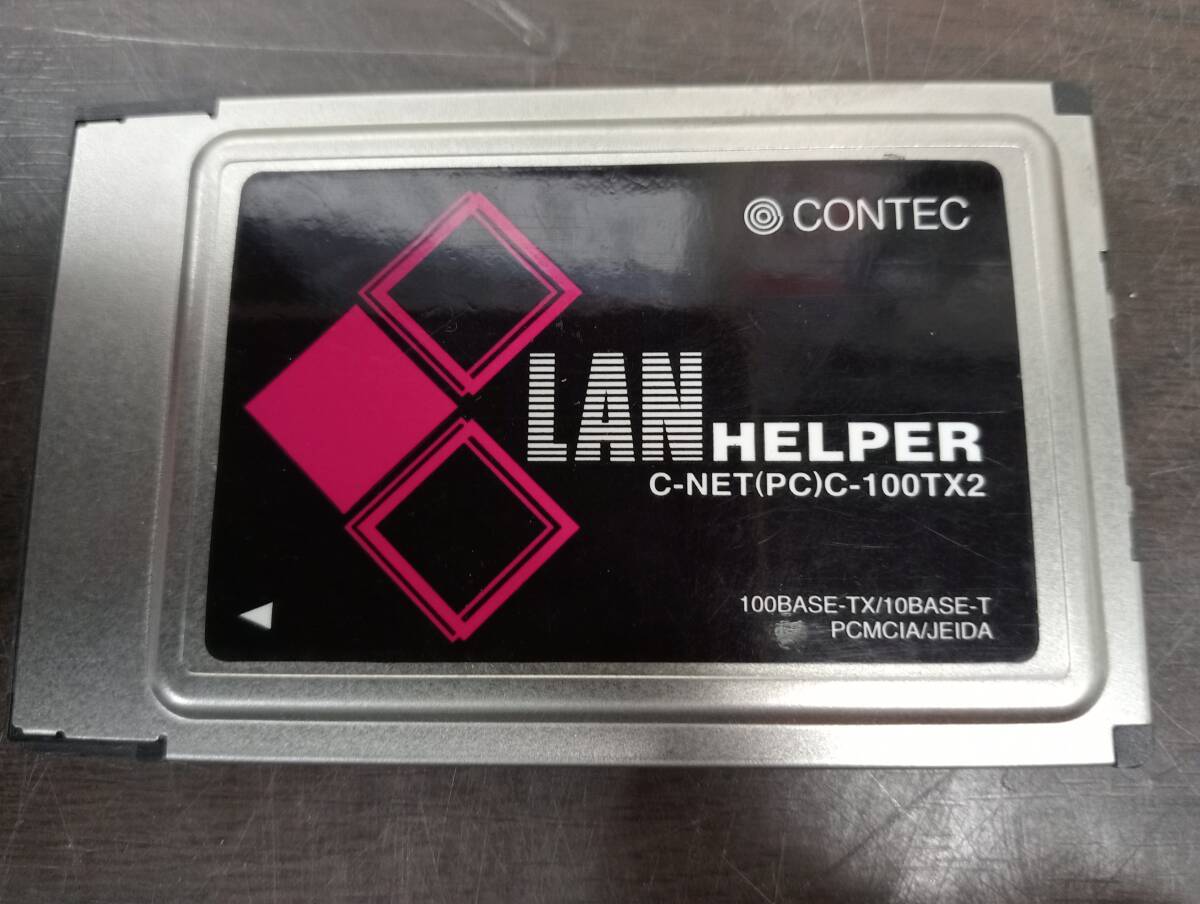 CONTEC
LAN HELPER
C-NET(PC)C-100TX2
100BASE-TX/10BASE-T
PCMCIA/JEIDA